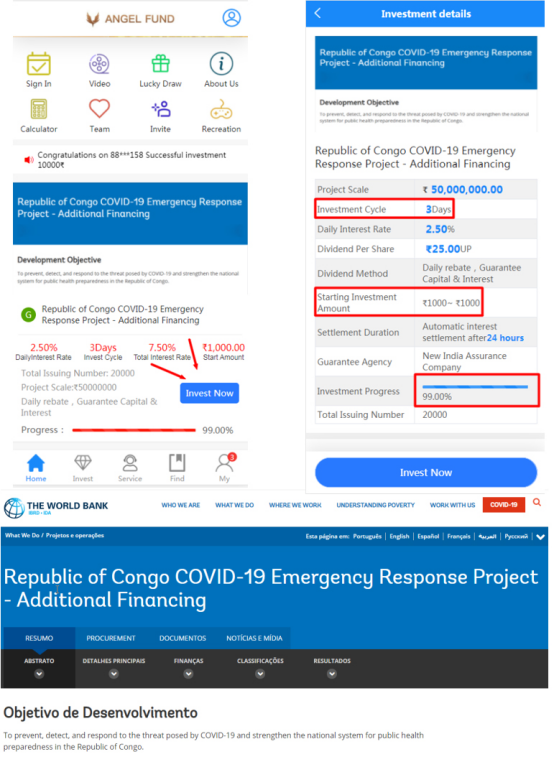 ANGEL FUND
Sign In
Video
Lucky Draw
About Us
Calculator
Team
Invite
Recreation
Congratulations on 88***158 Successful investment
10000₹
Republic of Congo COVID-19 Emergency Response
Project - Additional Financing
Development Objective
To prevent, detect, and respond to the threat posed by COVID-19 and strengthen the national
system for public health preparedness in the Republic of Congo.
G
Republic of Congo COVID-19 Emergency
Response Project - Additional Financing
2.50% 3Days 7.50% ₹1,000.00
DailyInterest Rate Invest Cycle Total Interest Rate Start Amount
Total Issuing Number: 20000
Project Scale:₹50000000
Daily rebate , Guarantee Capital &
Interest
Invest Now
Progress : 99.00%
3
Home Invest Service Find My
Investment details
Republic of Congo COVID-19 Emergency Response
Project - Additional Financing
Development Objective
To prevent, detect, and respond to the threat posed by COVID-19 and strengthen the national
system for public health preparedness in the Republic of Congo.
Republic of Congo COVID-19 Emergency
Response Project - Additional Financing
Project Scale ₹ 50,000,000.00
Investment Cycle 3Days
Daily Interest Rate 2.50%
Dividend Per Share ₹25.00UP
Dividend Method Daily rebate , Guarantee
Capital & Interest
Starting Investment
Amount ₹1000~ ₹1000
Settlement Duration Automatic interest
settlement after24 hours
Guarantee Agency New India Assurance
Company
Investment Progress 99.00%
Total Issuing Number 20000
Invest Now
THE WORLD BANK
IBRD • IDA
WHO WE ARE WHAT WE DO WHERE WE WORK UNDERSTANDING POVERTY WORK WITH US COVID-19
What We Do / Projetos e operações
Esta página em: Português | English | Español | Français | العربية | Русский |
Republic of Congo COVID-19 Emergency Response Project
- Additional Financing
RESUMO PROCUREMENT DOCUMENTOS NOTÍCIAS E MÍDIA
ABSTRATO DETALHES PRINCIPAIS FINANÇAS CLASSIFICAÇÕES RESULTADOS
Objetivo de Desenvolvimento
To prevent, detect, and respond to the threat posed by COVID-19 and strengthen the national system for public health
preparedness in the Republic of Congo.